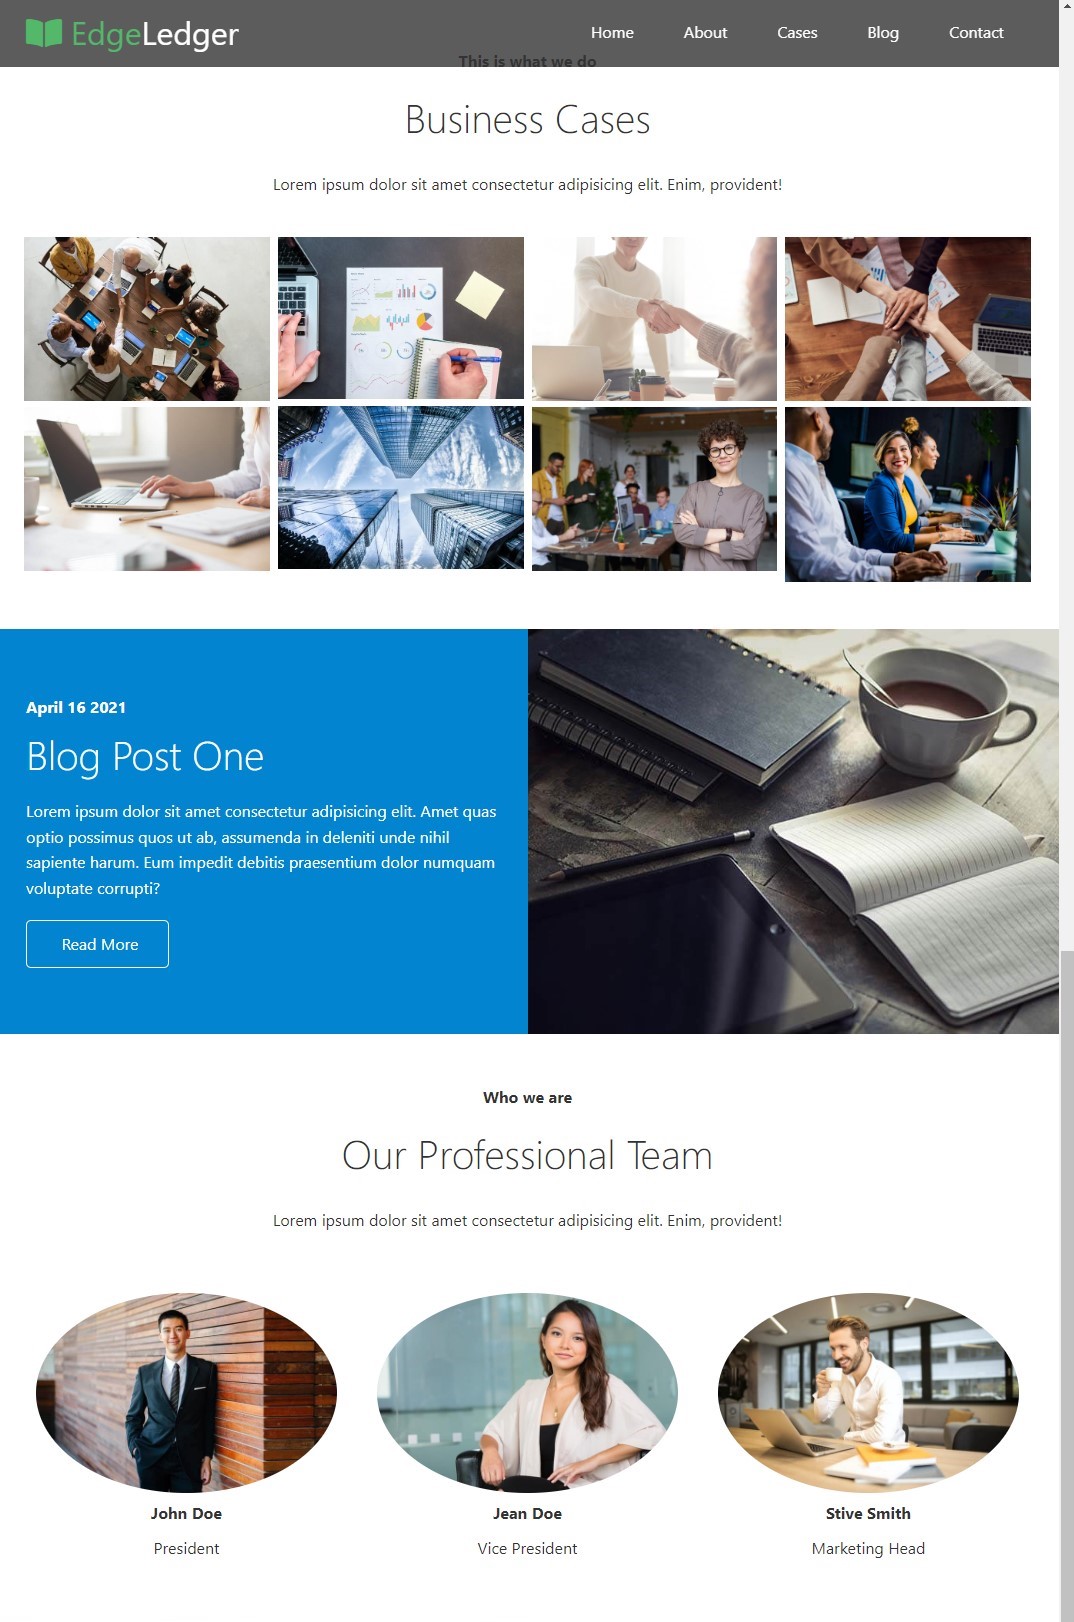 EdgeLedger
Home About Cases Blog Contact
This is what we do
Business Cases
Lorem ipsum dolor sit amet consectetur adipisicing elit. Enim, provident!
April 16 2021
Blog Post One
Lorem ipsum dolor sit amet consectetur adipisicing elit. Amet quas
optio possimus quos ut ab, assumenda in deleniti unde nihil
sapiente harum. Eum impedit debitis praesentium dolor numquam
voluptate corrupti?
Read More
Who we are
Our Professional Team
Lorem ipsum dolor sit amet consectetur adipisicing elit. Enim, provident!
John Doe
President
Jean Doe
Vice President
Stive Smith
Marketing Head